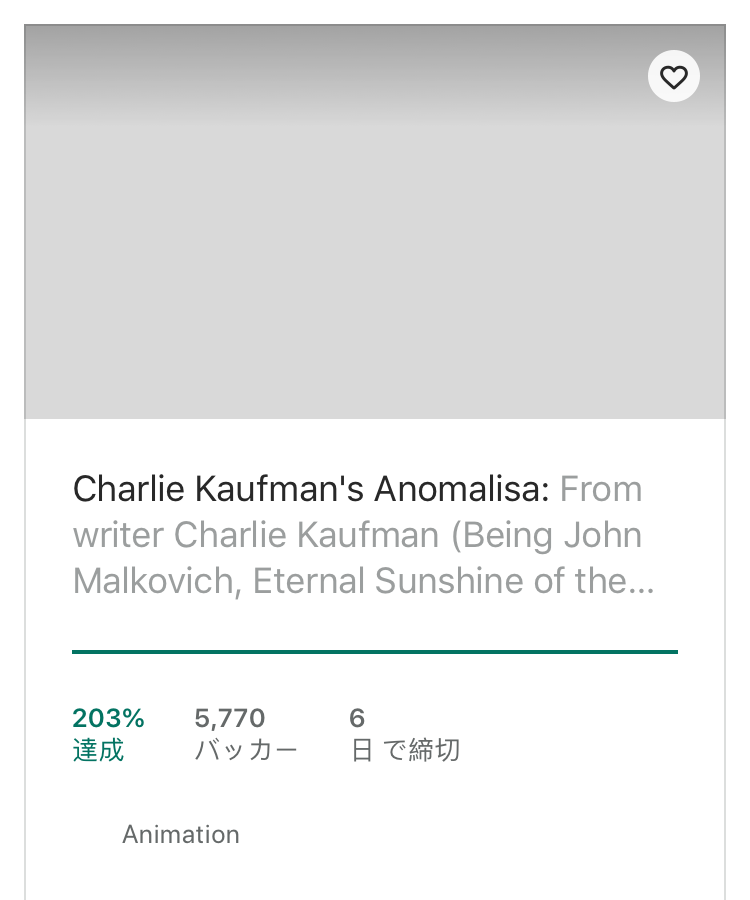 Charlie Kaufman's Anomalisa: From
writer Charlie Kaufman (Being John
Malkovich, Eternal Sunshine of the…
203% 5,770 6
達成 バッカー 日 で締切
Animation